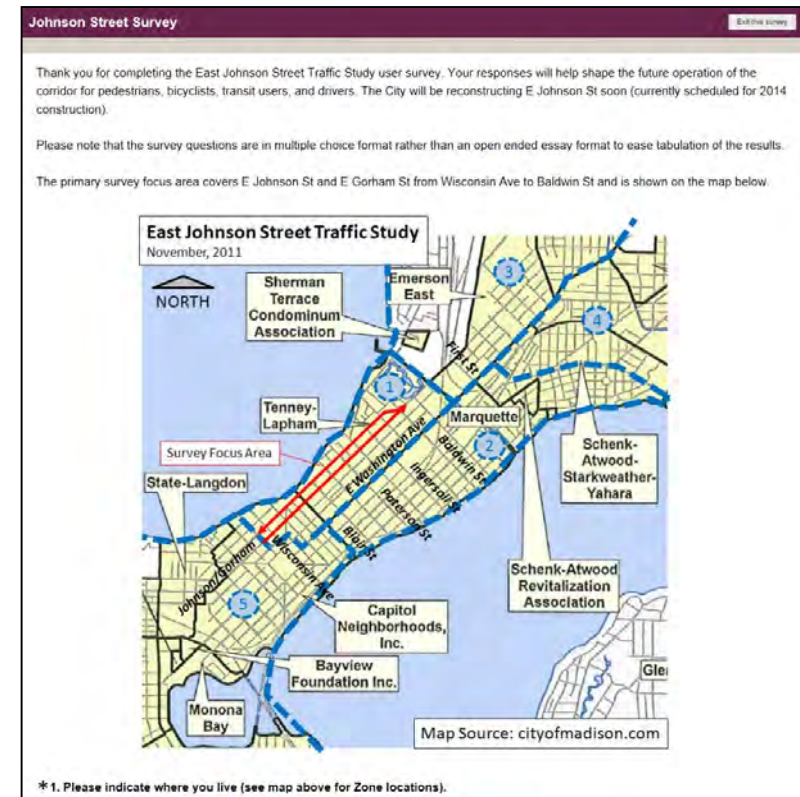 Johnson Street Survey
Exit this survey
Thank you for completing the East Johnson Street Traffic Study user survey. Your responses will help shape the future operation of the
corridor for pedestrians, bicyclists, transit users, and drivers. The City will be reconstructing E Johnson St soon (currently scheduled for 2014
construction).
Please note that the survey questions are in multiple choice format rather than an open ended essay format to ease tabulation of the results.
The primary survey focus area covers E Johnson St and E Gorham St from Wisconsin Ave to Baldwin St and is shown on the map below.
East Johnson Street Traffic Study
November, 2011
NORTH
Sherman
Terrace
Condominum
Association
Emerson
East
3
4
First St
1
Tenney-
Lapham
Marquette
Survey Focus Area
E Washington Ave
Baldwin St
2
Schenk-
Atwood-
Starkweather-
Yahara
State-Langdon
Ingersall St
Paterson St
Johnson/Gorham
Wisconsin Ave
Blair St
Schenk-Atwood
Revitalization
Association
5
Capitol
Neighborhoods,
Inc.
Bayview
Foundation Inc.
Monona
Bay
Gle
Map Source: cityofmadison.com
*1. Please indicate where you live (see map above for Zone locations).